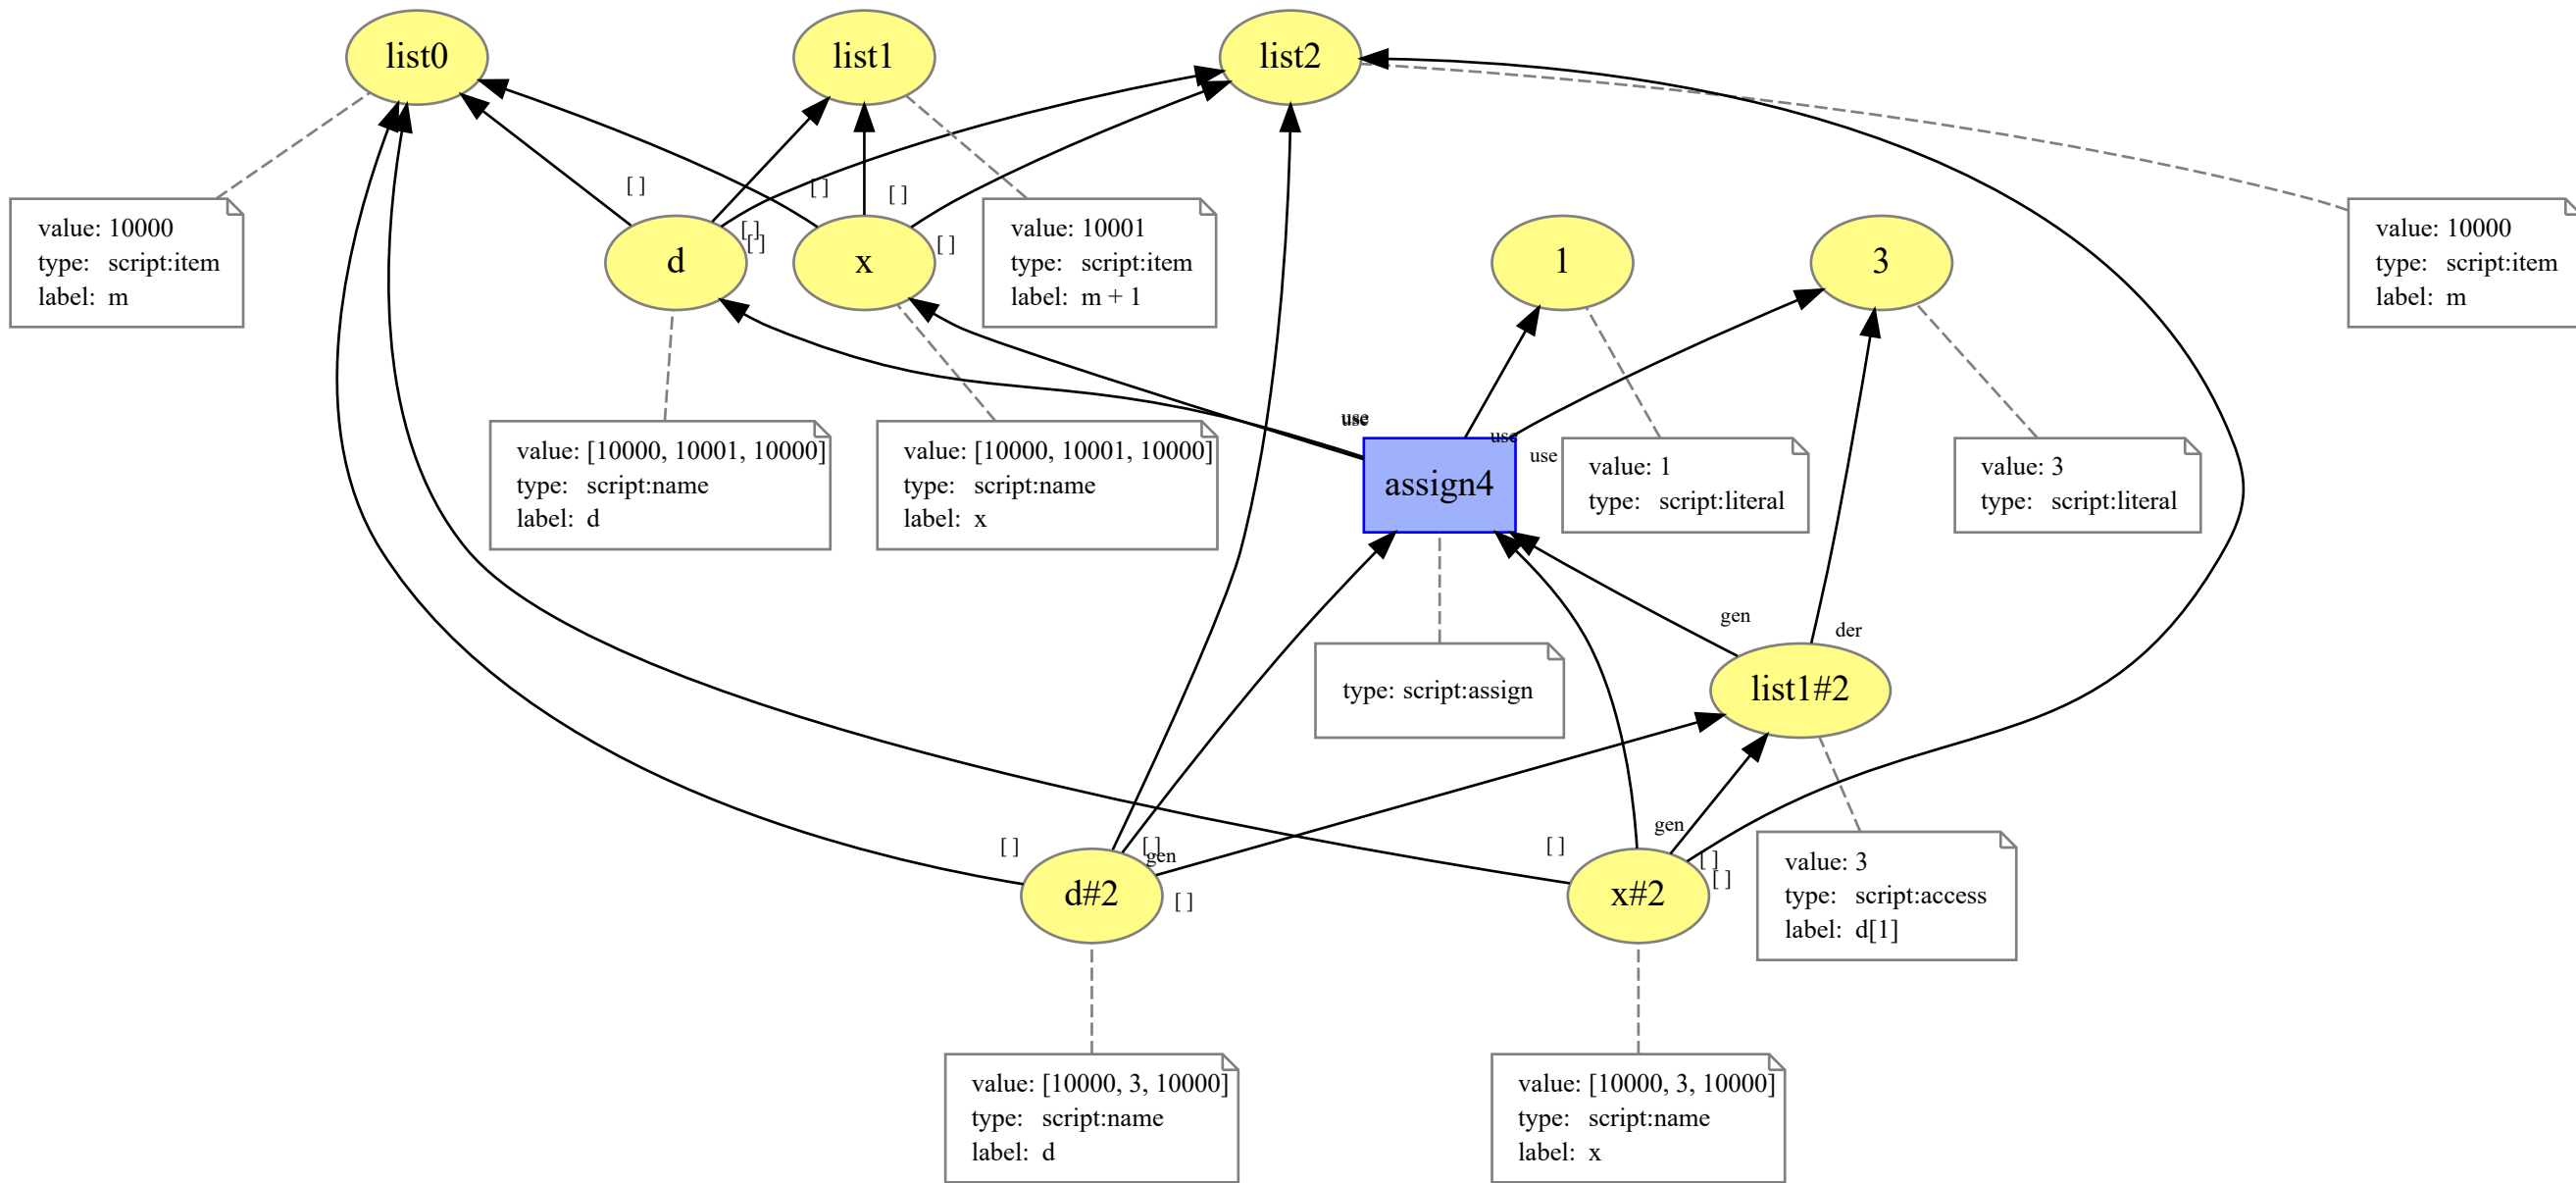 list0
list1
list2
[ ]
[ ]
[ ]
value: 10000
type: script:item
label: m
d
[ ]
[ ]
x
[ ]
value: 10001
type: script:item
label: m + 1
1
3
value: 10000
type: script:item
label: m
value: [10000, 10001, 10000]
type: script:name
label: d
value: [10000, 10001, 10000]
type: script:name
label: x
use
use
use
use
assign4
value: 1
type: script:literal
value: 3
type: script:literal
gen
der
type: script:assign
list1#2
[ ]
[ ]
gen
[ ]
gen
[ ]
[ ]
d#2
[ ]
x#2
value: 3
type: script:access
label: d[1]
value: [10000, 3, 10000]
type: script:name
label: d
value: [10000, 3, 10000]
type: script:name
label: x